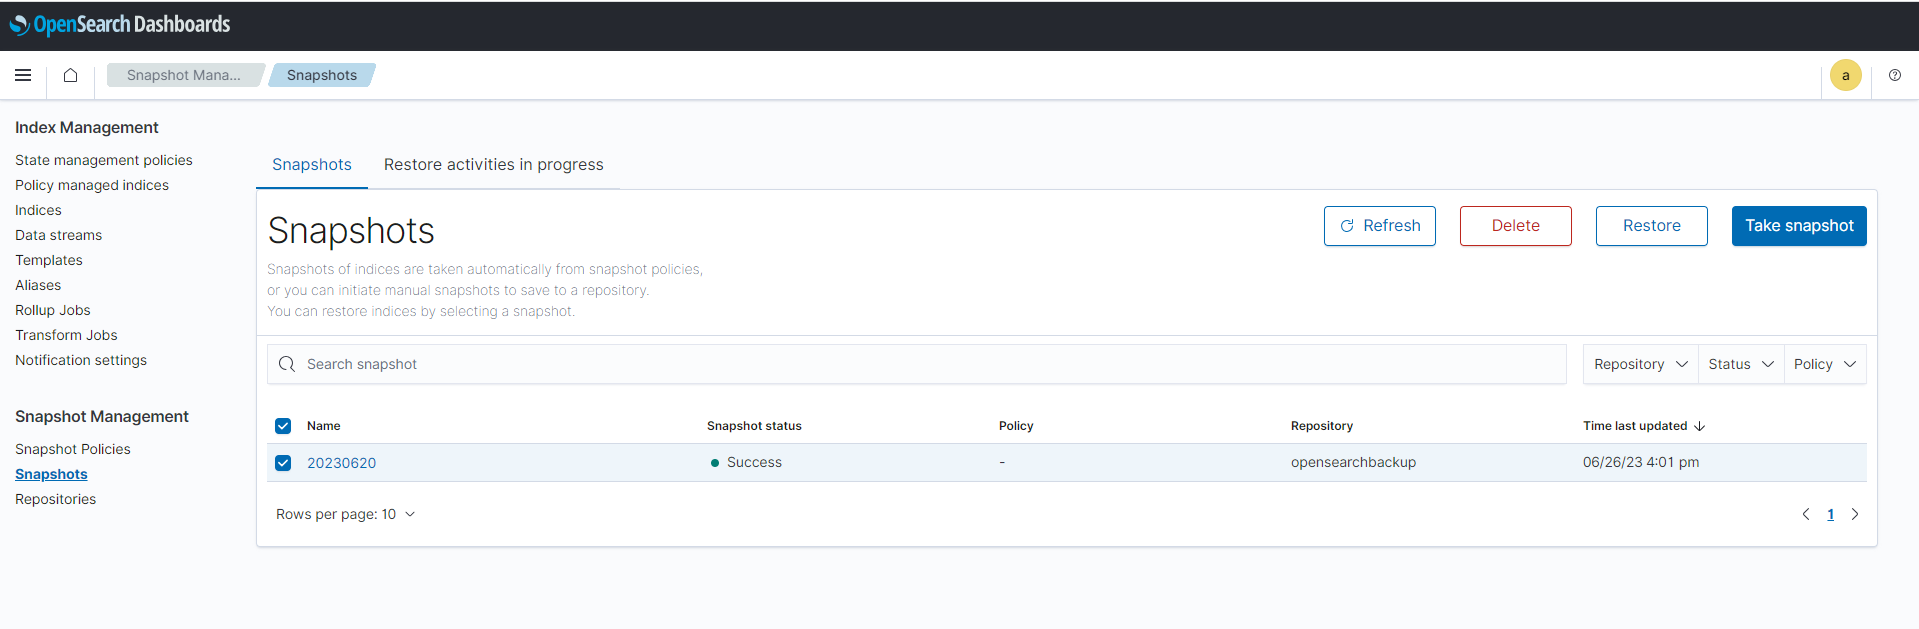 OpenSearch Dashboards
Snapshot Mana...
Snapshots
a
Index Management
State management policies
Policy managed indices
Indices
Data streams
Templates
Aliases
Rollup Jobs
Transform Jobs
Notification settings
Snapshot Management
Snapshot Policies
Snapshots
Repositories
Snapshots Restore activities in progress
Snapshots
Refresh Delete Restore Take snapshot
Snapshots of indices are taken automatically from snapshot policies,
or you can initiate manual snapshots to save to a repository.
You can restore indices by selecting a snapshot.
Search snapshot Repository Status Policy
Name Snapshot status Policy Repository Time last updated
20230620 Success - opensearchbackup 06/26/23 4:01 pm
Rows per page: 10 1